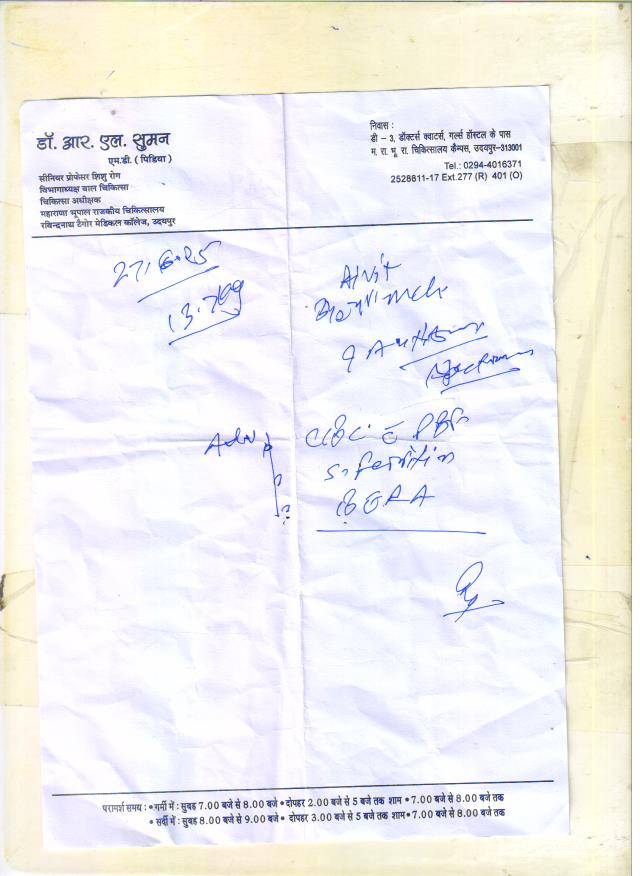 डॉ. आर. एल. सुमन
एम.डी. ( पिडिया )
सीनियर प्रोफेसर शिशु रोग
विभागाध्यक्ष बाल चिकित्सा
चिकित्सा अधीक्षक
महाराणा भूपाल राजकीय चिकित्सालय
रविन्द्रनाथ टैगोर मेडिकल कॉलेज, उदयपुर
निवास :
डी – 3, डॉक्टर्स क्वाटर्स, गर्ल्स हॉस्टल के पास
म. रा. भू. रा. चिकित्सालय कैम्पस, उदयपुर-313001
Tel.: 0294-4016371
2528811-17 Ext.277 (R) 401 (O)
27.6.25
13.7kg
Adv
CBC c PBF
S. Ferritin
BERA
परामर्श समय : • गर्मी में : सुबह 7.00 बजे से 8.00 बजे • दोपहर 2.00 बजे से 5 बजे तक शाम • 7.00 बजे से 8.00 बजे तक
• सर्दी में : सुबह 8.00 बजे से 9.00 बजे • दोपहर 3.00 बजे से 5 बजे तक शाम • 7.00 बजे से 8.00 बजे तक